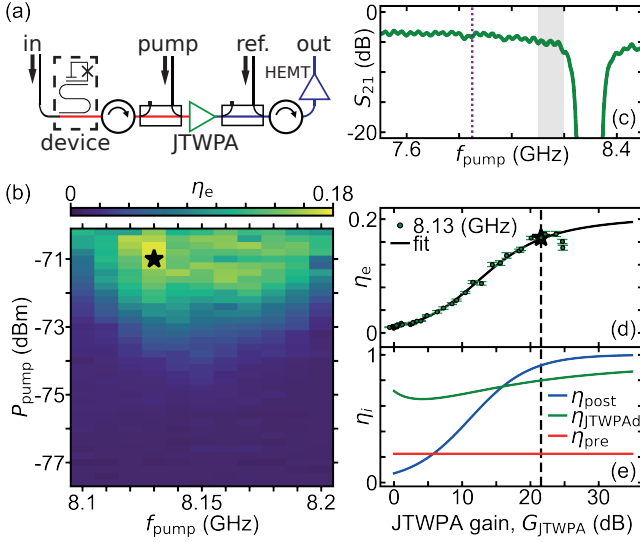 (a)
in
pump
ref.
out
HEMT
device
JTWPA
(b)
ηe
0
0.18
-71
-73
-75
-77
Ppump (dBm)
8.1
8.15
8.2
fpump (GHz)
0
-20
S21 (dB)
(c)
7.6
8.4
fpump (GHz)
0.2
0
ηe
8.13 (GHz)
fit
(d)
1
0
ηi
ηpost
ηJTWPAd
ηpre
(e)
0
10
20
30
JTWPA gain, GJTWPA (dB)